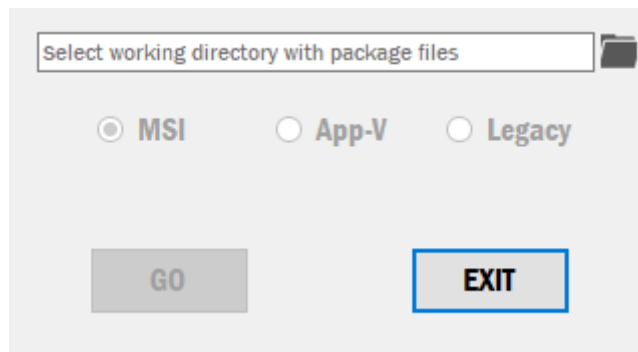 Select working directory with package files
MSI App-V Legacy
GO EXIT